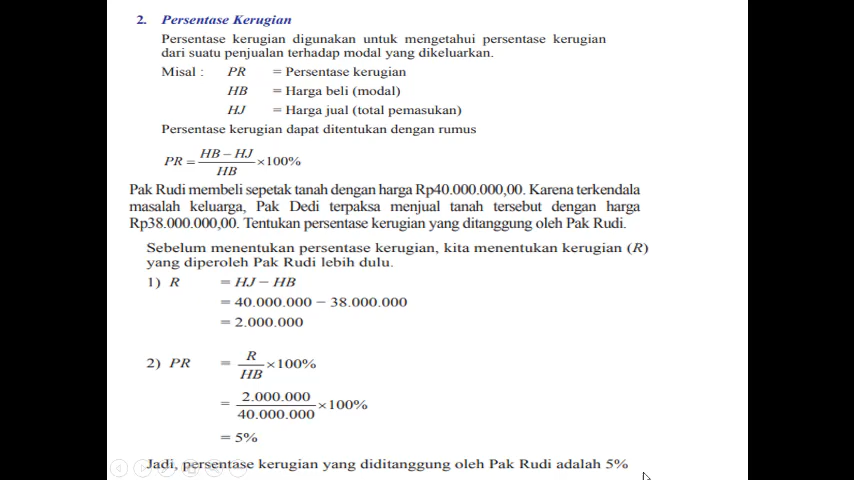 2. Persentase Kerugian
Persentase kerugian digunakan untuk mengetahui persentase kerugian
dari suatu penjualan terhadap modal yang dikeluarkan.
Misal : PR = Persentase kerugian
HB = Harga beli (modal)
HJ = Harga jual (total pemasukan)
Persentase kerugian dapat ditentukan dengan rumus
PR = \frac{HB − HJ}{HB} × 100%
Pak Rudi membeli sepetak tanah dengan harga Rp40.000.000,00. Karena terkendala
masalah keluarga, Pak Dedi terpaksa menjual tanah tersebut dengan harga
Rp38.000.000,00. Tentukan persentase kerugian yang ditanggung oleh Pak Rudi.
Sebelum menentukan persentase kerugian, kita menentukan kerugian (R)
yang diperoleh Pak Rudi lebih dulu.
1) R = HJ − HB
= 40.000.000 − 38.000.000
= 2.000.000
2) PR = \frac{R}{HB} × 100%
= \frac{2.000.000}{40.000.000} × 100%
= 5%
Jadi, persentase kerugian yang diditanggung oleh Pak Rudi adalah 5%